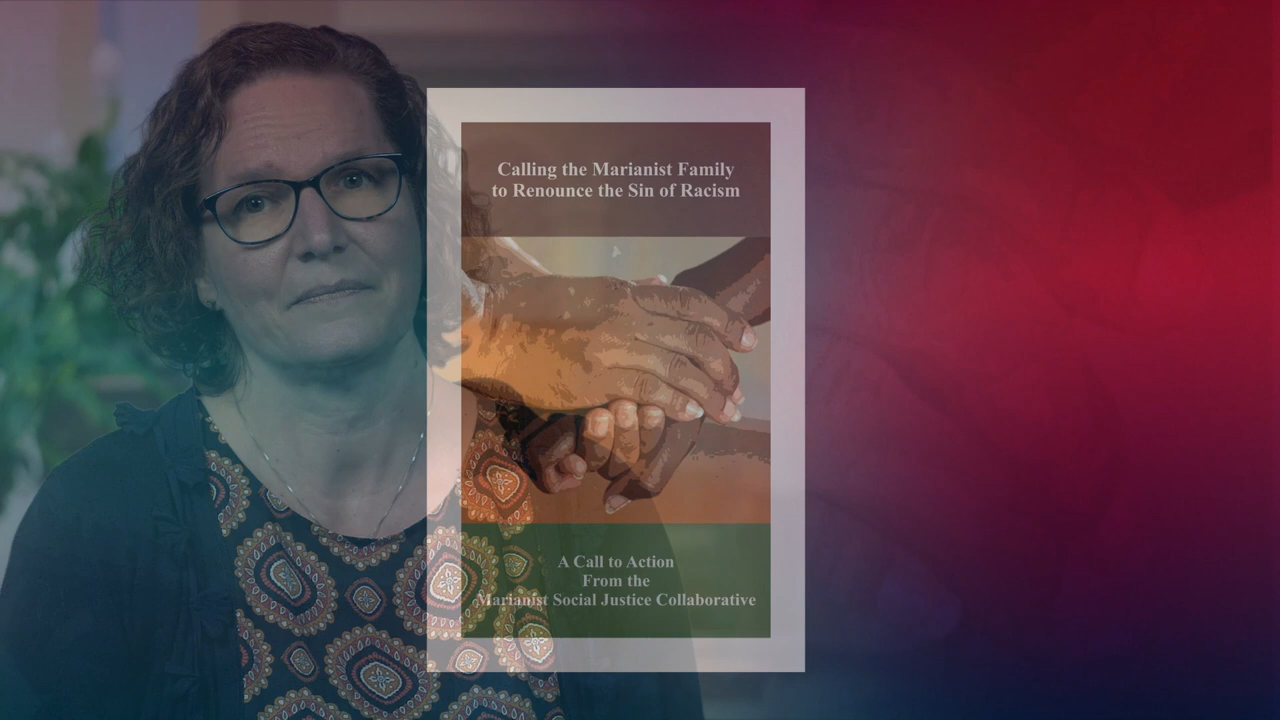 Calling the Marianist Family
to Renounce the Sin of Racism
A Call to Action
From the
Marianist Social Justice Collaborative